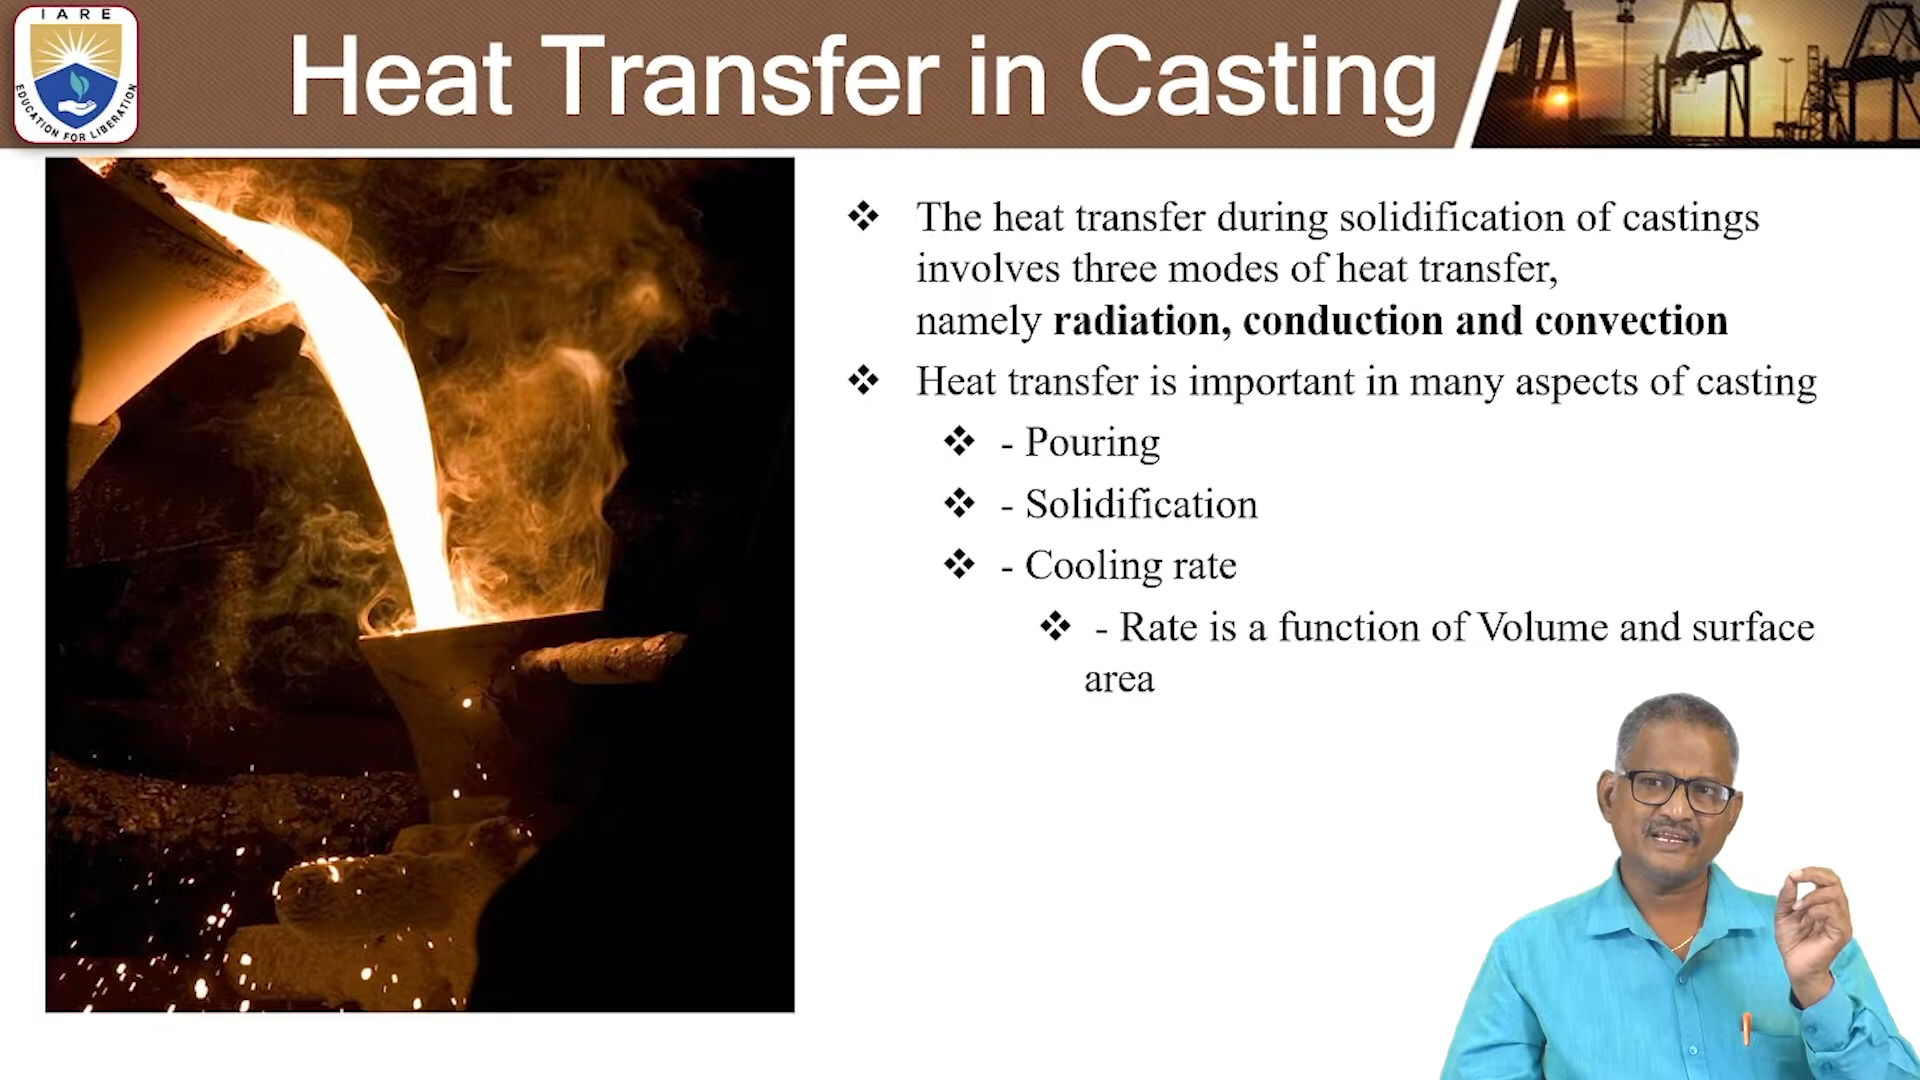 IARE
EDUCATION FOR LIBERATION
Heat Transfer in Casting
The heat transfer during solidification of castings
involves three modes of heat transfer,
namely radiation, conduction and convection
Heat transfer is important in many aspects of casting
- Pouring
- Solidification
- Cooling rate
- Rate is a function of Volume and surface
area